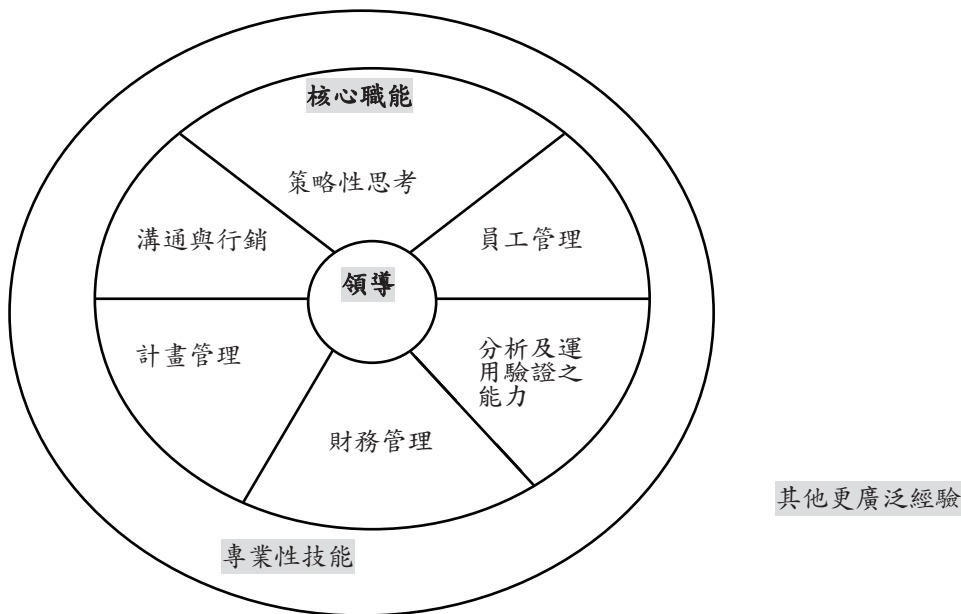 核心職能
策略性思考
溝通與行銷
員工管理
領導
計畫管理
分析及運
用驗證之
能力
財務管理
其他更廣泛經驗
專業性技能